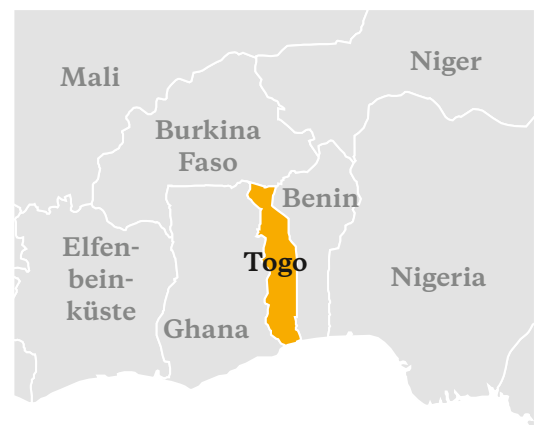 Niger
Mali
Burkina
Faso
Benin
Elfen-
bein-
küste
Togo
Nigeria
Ghana